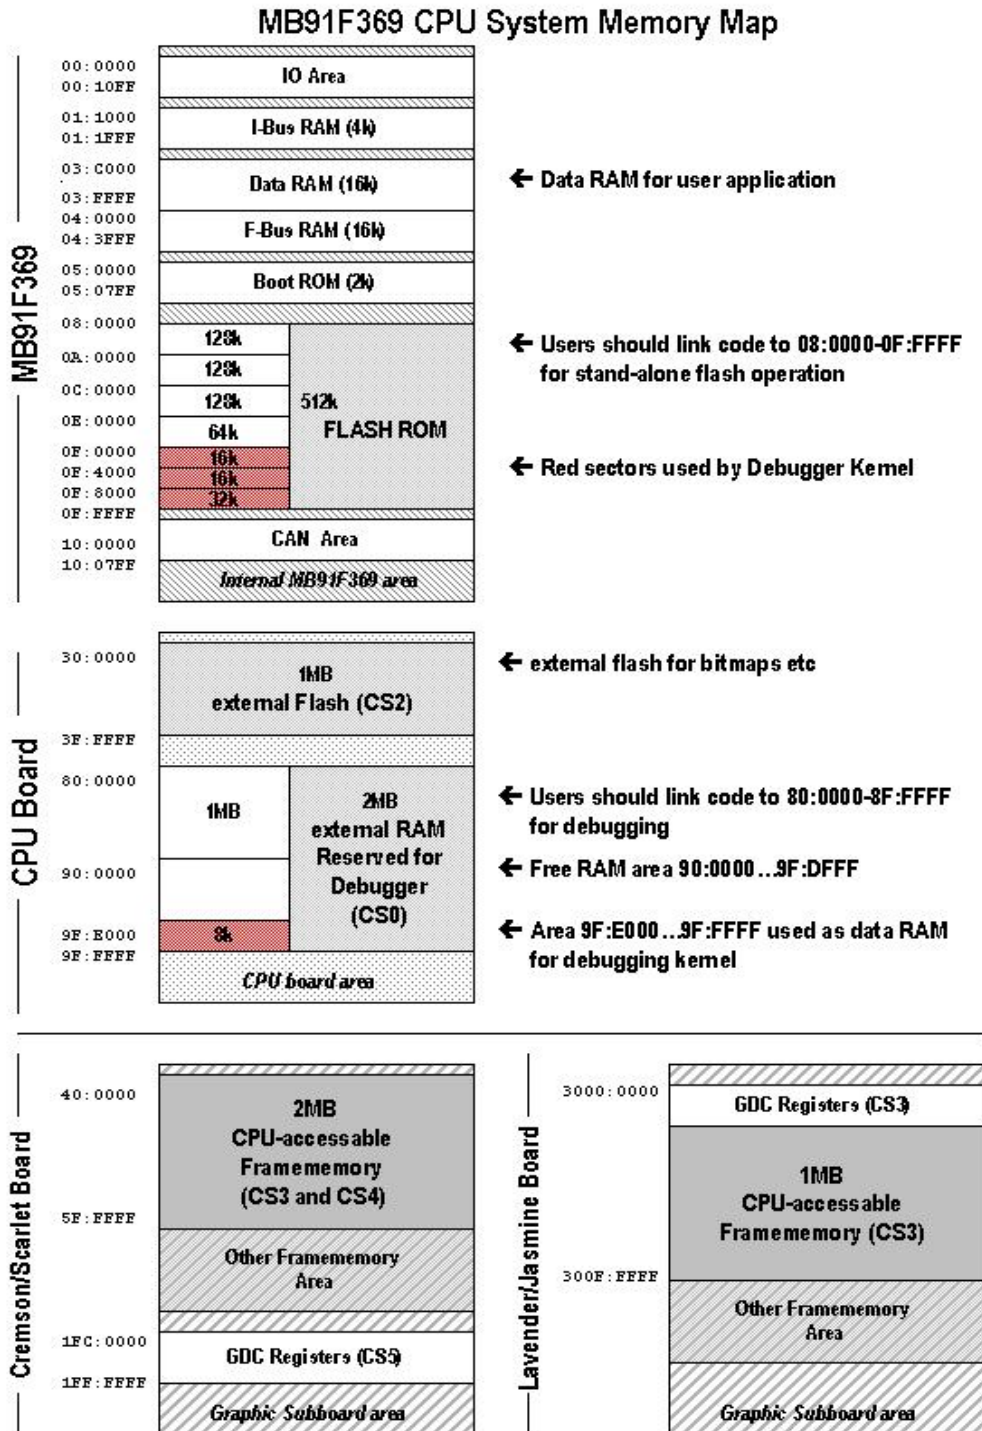 MB91F369 CPU System Memory Map
MB91F369
00:0000
00:10FF
IO Area
01:1000
01:1FFF
I-Bus RAM (4k)
03:C000
03:FFFF
Data RAM (16k)
← Data RAM for user application
04:0000
04:3FFF
F-Bus RAM (16k)
05:0000
05:07FF
Boot ROM (2k)
08:0000
128k
← Users should link code to 08:0000-0F:FFFF
for stand-alone flash operation
0A:0000
128k
0C:0000
128k
512k
FLASH ROM
0E:0000
64k
0F:0000
16k
← Red sectors used by Debugger Kernel
0F:4000
16k
0F:8000
32k
0F:FFFF
10:0000
10:07FF
CAN Area
Internal MB91F369 area
CPU Board
30:0000
1MB
external Flash (CS2)
← external flash for bitmaps etc
3F:FFFF
80:0000
1MB
2MB
external RAM
Reserved for
Debugger
(CS0)
← Users should link code to 80:0000-8F:FFFF
for debugging
90:0000
← Free RAM area 90:0000...9F:DFFF
9F:E000
8k
9F:FFFF
← Area 9F:E000...9F:FFFF used as data RAM
for debugging kernel
CPU board area
Cremson/Scarlet Board
40:0000
2MB
CPU-accessable
Framememory
(CS3 and CS4)
5F:FFFF
Other Framememory
Area
1FC:0000
GDC Registers (CS5)
1FF:FFFF
Graphic Subboard area
Lavender/Jasmine Board
3000:0000
GDC Registers (CS3)
1MB
CPU-accessable
Framememory (CS3)
300F:FFFF
Other Framememory
Area
Graphic Subboard area